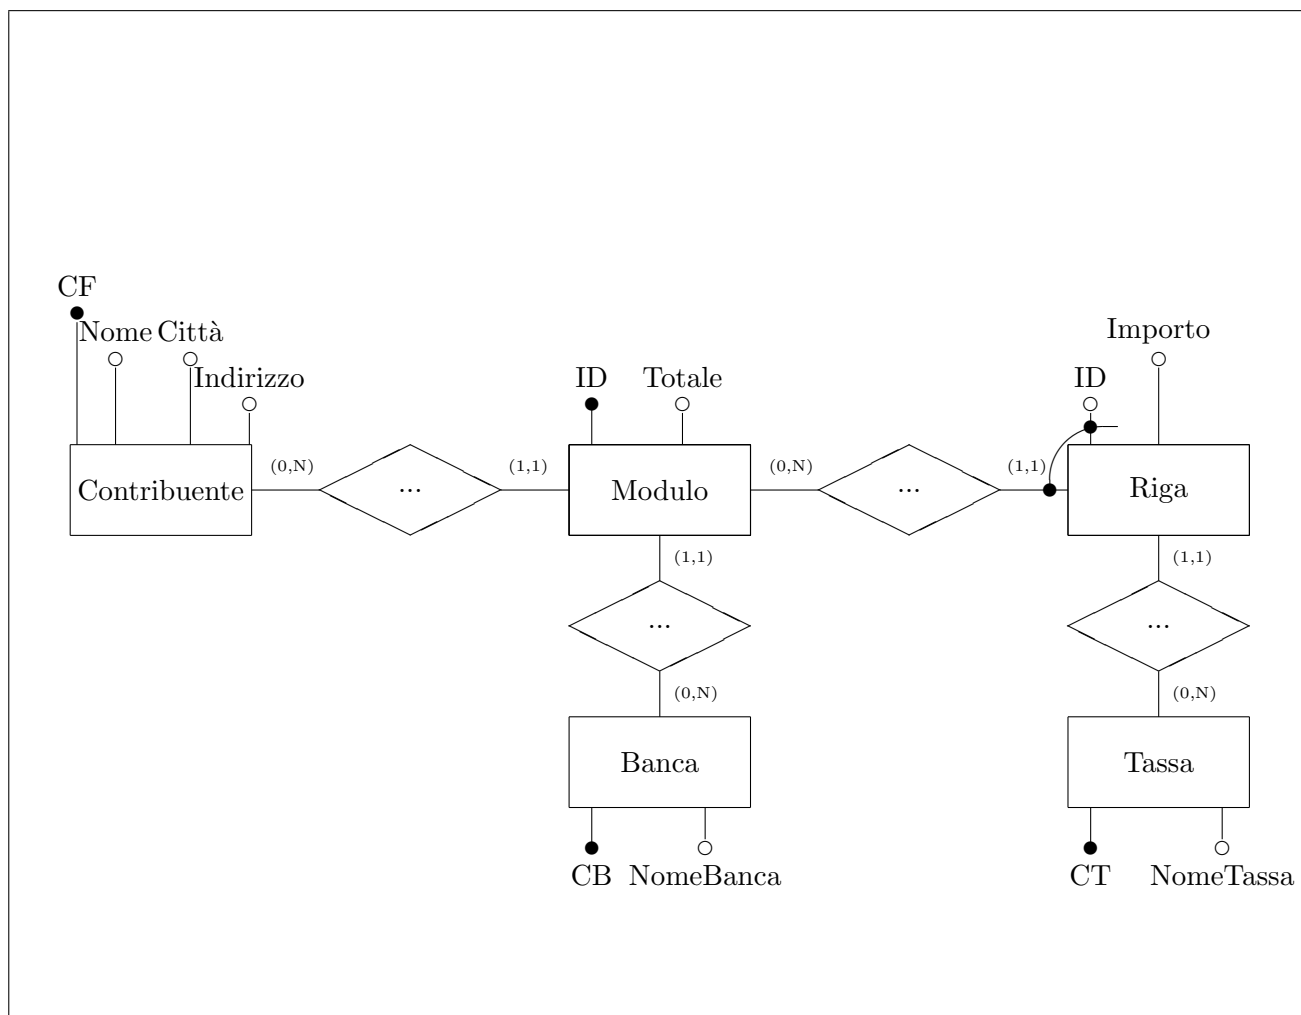 CF
Nome Città
Importo
Indirizzo
ID
Totale
ID
(0,N)
(1,1)
(0,N)
(1,1)
Contribuente
...
Modulo
...
Riga
(1,1)
(1,1)
...
...
(0,N)
(0,N)
Banca
Tassa
CB
NomeBanca
CT
NomeTassa